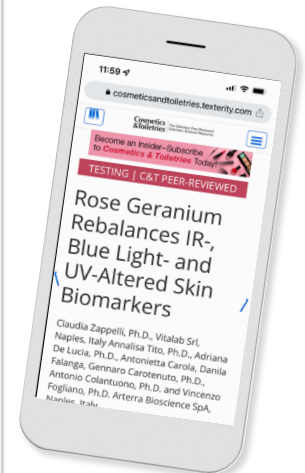 11:59
cosmeticsandtoiletries.texterity.com
Cosmetics
&Toiletries
Become an Insider–Subscribe
to Cosmetics & Toiletries Today!
TESTING | C&T PEER-REVIEWED
Rose Geranium
Rebalances IR-,
Blue Light- and
UV-Altered Skin
Biomarkers
Claudia Zappelli, Ph.D., Vitalab Srl,
Naples, Italy Annalisa Tito, Ph.D., Adriana
De Lucia, Ph.D., Antonietta Carola, Danila
Falanga, Gennaro Carotenuto, Ph.D.,
Antonio Colantuono, Ph.D. and Vincenzo
Fogliano, Ph.D. Arterra Bioscience SpA,
Naples, Italy